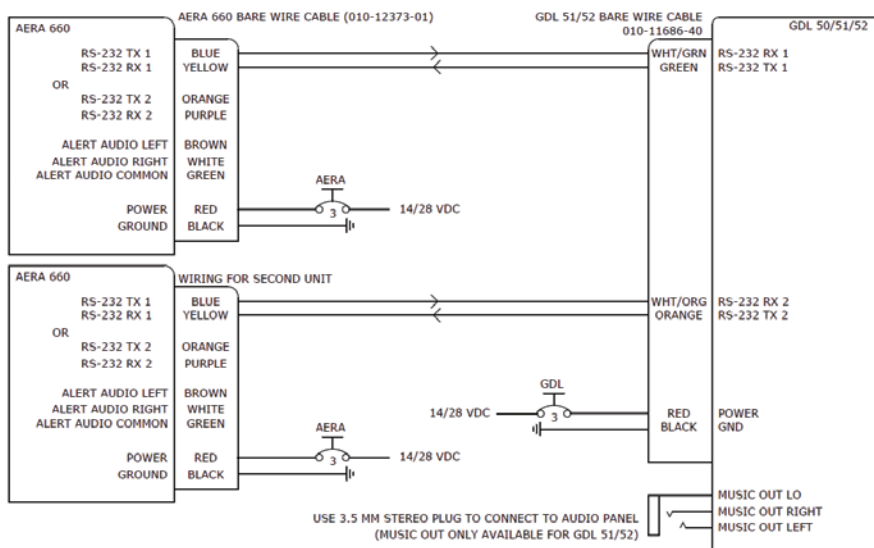 AERA 660 BARE WIRE CABLE (010-12373-01)
GDL 51/52 BARE WIRE CABLE
010-11686-40
GDL 50/51/52
AERA 660
RS-232 TX 1 BLUE
RS-232 RX 1 YELLOW
OR
RS-232 TX 2 ORANGE
RS-232 RX 2 PURPLE
ALERT AUDIO LEFT BROWN
ALERT AUDIO RIGHT WHITE
ALERT AUDIO COMMON GREEN
POWER RED
GROUND BLACK
AERA
3
14/28 VDC
WHT/GRN RS-232 RX 1
GREEN RS-232 TX 1
AERA 660
WIRING FOR SECOND UNIT
RS-232 TX 1 BLUE
RS-232 RX 1 YELLOW
OR
RS-232 TX 2 ORANGE
RS-232 RX 2 PURPLE
ALERT AUDIO LEFT BROWN
ALERT AUDIO RIGHT WHITE
ALERT AUDIO COMMON GREEN
POWER RED
GROUND BLACK
AERA
3
14/28 VDC
WHT/ORG RS-232 RX 2
ORANGE RS-232 TX 2
GDL
14/28 VDC
3
RED POWER
BLACK GND
MUSIC OUT LO
MUSIC OUT RIGHT
MUSIC OUT LEFT
USE 3.5 MM STEREO PLUG TO CONNECT TO AUDIO PANEL
(MUSIC OUT ONLY AVAILABLE FOR GDL 51/52)